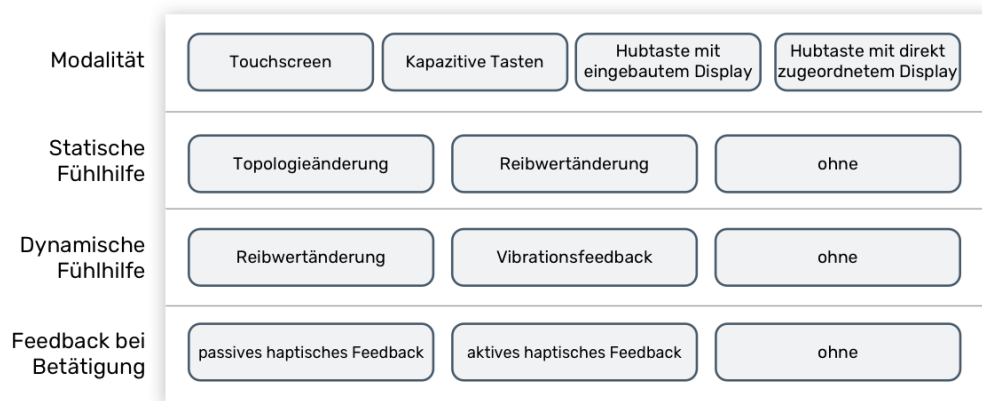 Modalität
Touchscreen
Kapazitive Tasten
Hubtaste mit
eingebautem Display
Hubtaste mit direkt
zugeordnetem Display
Statische
Fühlhilfe
Topologieänderung
Reibwertänderung
ohne
Dynamische
Fühlhilfe
Reibwertänderung
Vibrationsfeedback
ohne
Feedback bei
Betätigung
passives haptisches Feedback
aktives haptisches Feedback
ohne